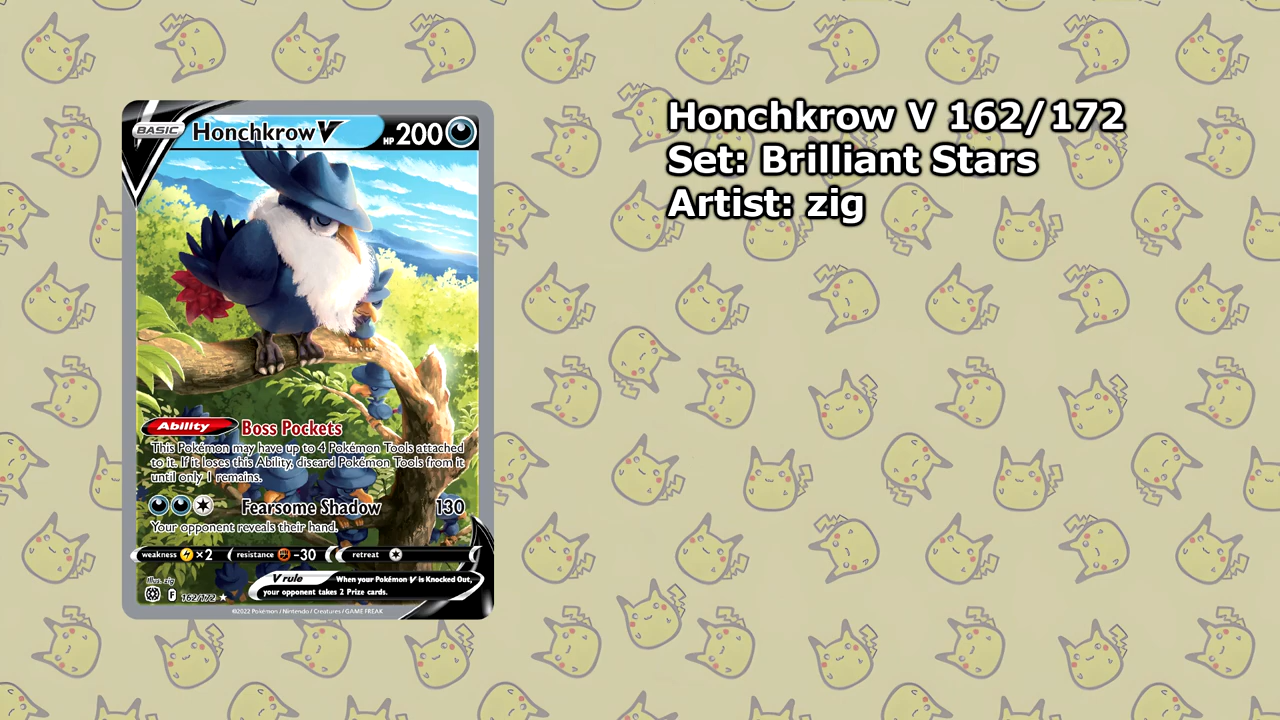 BASIC
Honchkrow V
HP 200
Ability Boss Pockets
This Pokémon may have up to 4 Pokémon Tools attached
to it. If it loses this Ability, discard Pokémon Tools from it
until only 1 remains.
Fearsome Shadow 130
Your opponent reveals their hand.
weakness ×2 resistance -30 retreat
Illus. zig
F 162/172 ★
V rule When your Pokémon V is Knocked Out,
your opponent takes 2 Prize cards.
©2022 Pokémon / Nintendo / Creatures / GAME FREAK
Honchkrow V 162/172
Set: Brilliant Stars
Artist: zig